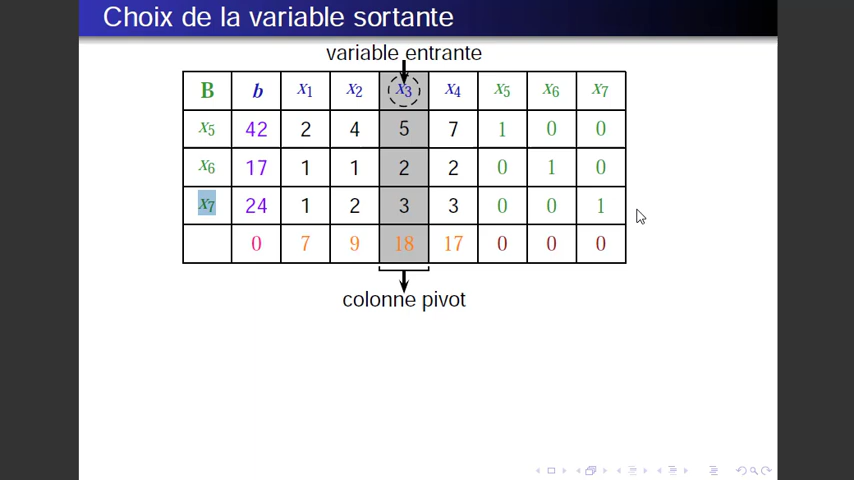 Choix de la variable sortante
variable entrante
B b x1 x2 x3 x4 x5 x6 x7
x5 42 2 4 5 7 1 0 0
x6 17 1 1 2 2 0 1 0
x7 24 1 2 3 3 0 0 1
0 7 9 18 17 0 0 0
colonne pivot